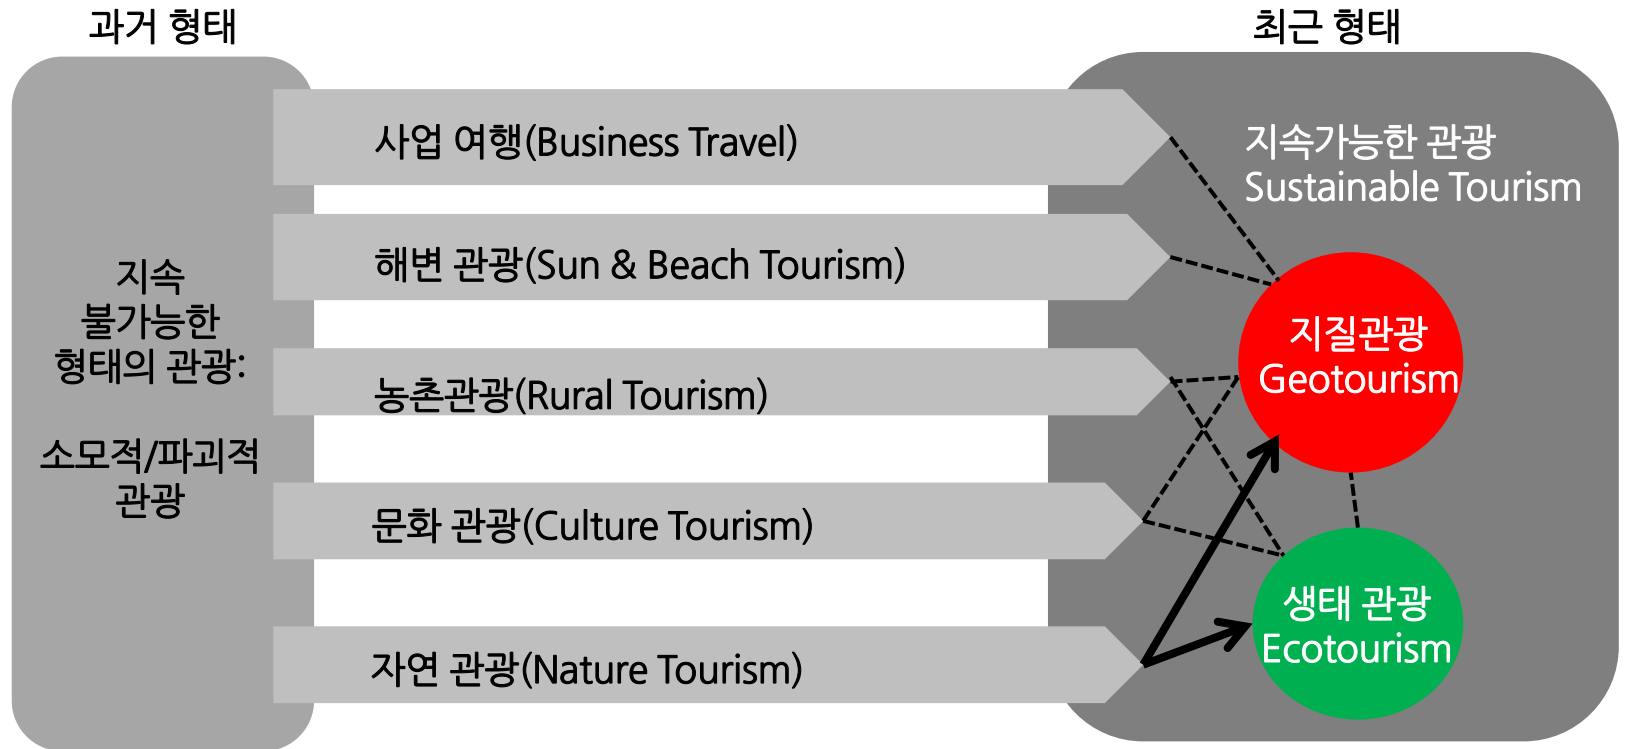 과거 형태
최근 형태
지속
불가능한
형태의 관광:
소모적/파괴적
관광
사업 여행(Business Travel)
해변 관광(Sun & Beach Tourism)
농촌관광(Rural Tourism)
문화 관광(Culture Tourism)
자연 관광(Nature Tourism)
지속가능한 관광
Sustainable Tourism
지질관광
Geotourism
생태 관광
Ecotourism